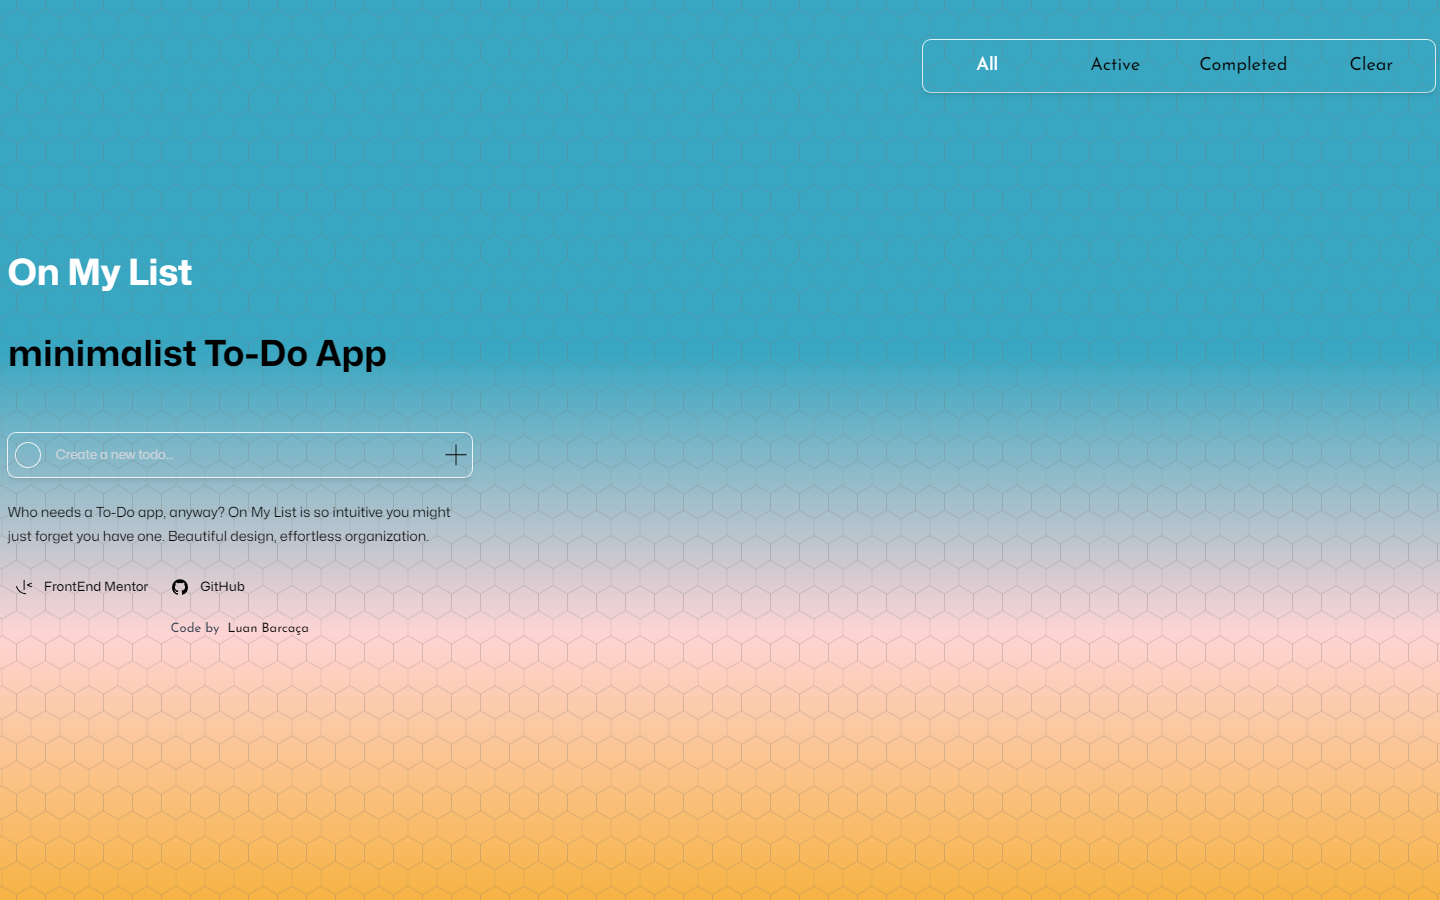 All Active Completed Clear
On My List
minimalist To-Do App
Create a new todo...
Who needs a To-Do app, anyway? On My List is so intuitive you might
just forget you have one. Beautiful design, effortless organization.
FrontEnd Mentor GitHub
Code by Luan Barcaça